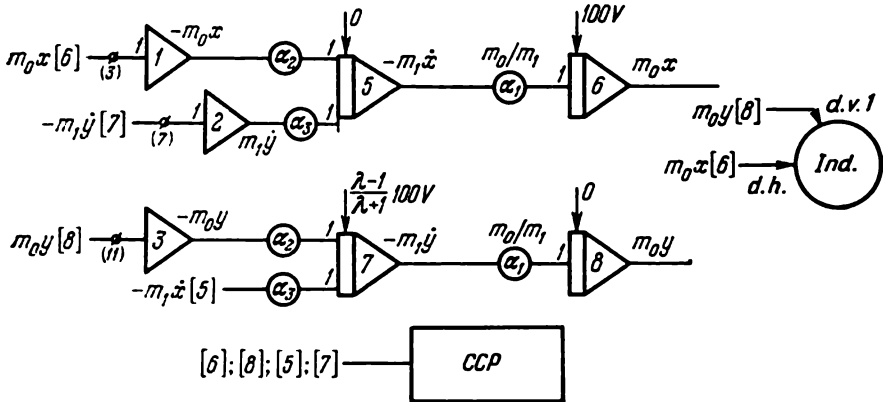 0
100V
m₀x[6] (3) 1 1 -m₀x α₂ 1 5 -m₁ẋ m₀/m₁ α₁ 1 6 m₀x
-m₁ẏ[7] (7) 1 2 m₁ẏ α₃ 1
m₀y[8] d.v.1
m₀x[6] d.h. Ind.
λ-1/λ+1 100V
0
m₀y[8] (11) 1 3 -m₀y α₂ 1 7 -m₁ẏ m₀/m₁ α₁ 1 8 m₀y
-m₁ẋ[5] α₃ 1
[6];[8];[5];[7] CCP